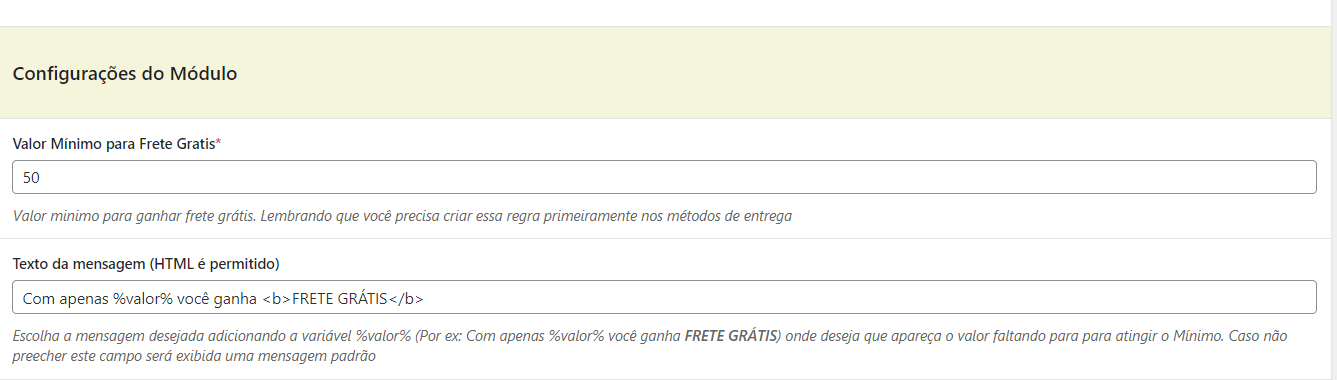 Configurações do Módulo
Valor Mínimo para Frete Gratis*
50
Valor minimo para ganhar frete grátis. Lembrando que você precisa criar essa regra primeiramente nos métodos de entrega
Texto da mensagem (HTML é permitido)
Com apenas %valor% você ganha <b>FRETE GRÁTIS</b>
Escolha a mensagem desejada adicionando a variável %valor% (Por ex: Com apenas %valor% você ganha FRETE GRÁTIS) onde deseja que apareça o valor faltando para para atingir o Mínimo. Caso não
preecher este campo será exibida uma mensagem padrão